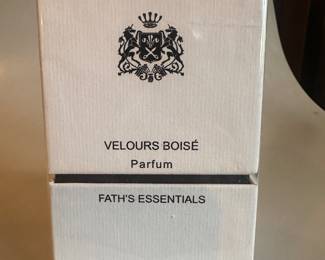 VELOURS BOISÉ
Parfum
FATH'S ESSENTIALS